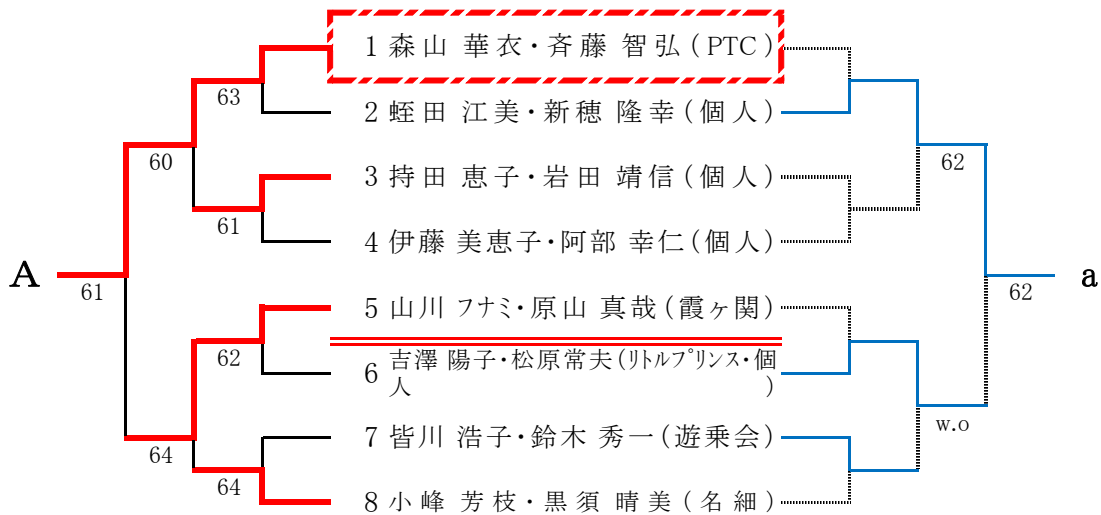 1 森山 華衣・斉藤 智弘(PTC)
63
2 蛭田 江美・新穂 隆幸(個人)
60
62
3 持田 恵子・岩田 靖信(個人)
61
4 伊藤 美恵子・阿部 幸仁(個人)
A
a
61
62
5 山川 フナミ・原山 真哉(霞ヶ関)
62
6 吉澤 陽子・松原常夫(リトルプリンス・個
人)
w.o
7 皆川 浩子・鈴木 秀一(遊乗会)
64
64
8 小峰 芳枝・黒須 晴美(名細)